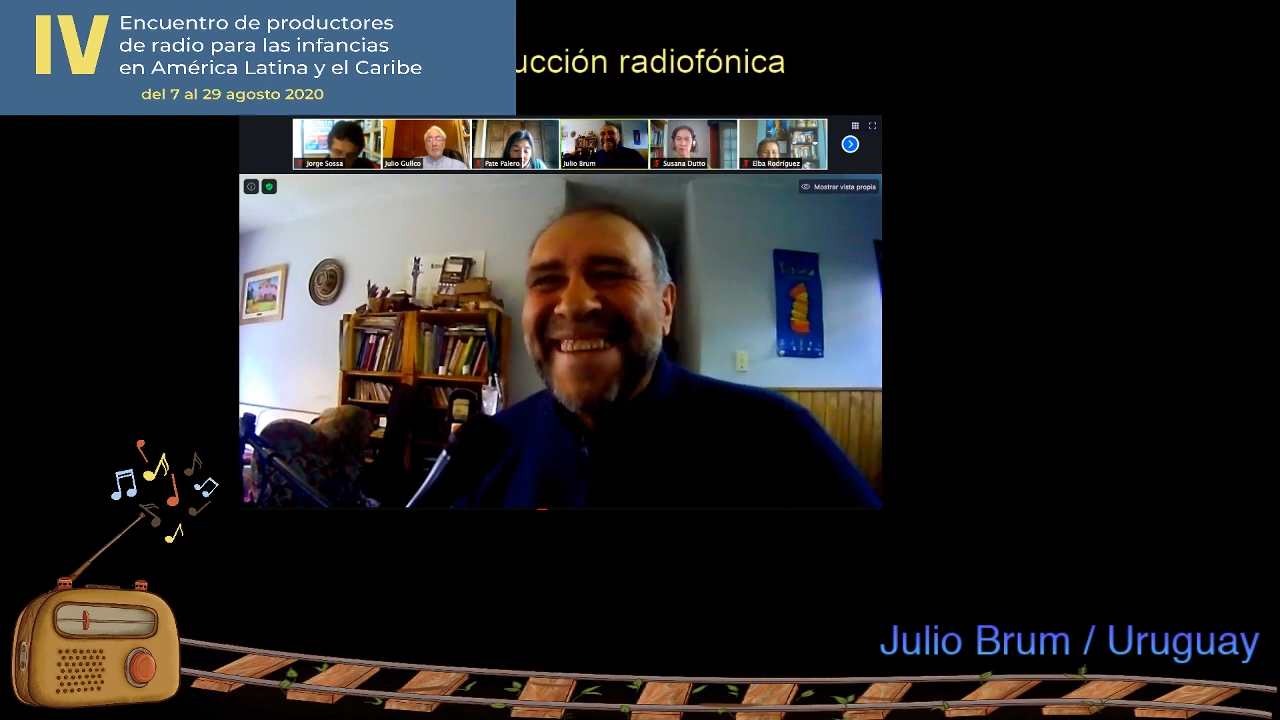 IV
Encuentro de productores
de radio para las infancias
en América Latina y el Caribe
del 7 al 29 agosto 2020
ucción radiofónica
Jorge Sossa
Julio Gullco
Pate Palero
Julio Brum
Susana Dutto
Elba Rodríguez
Mostrar vista propia
Julio Brum / Uruguay